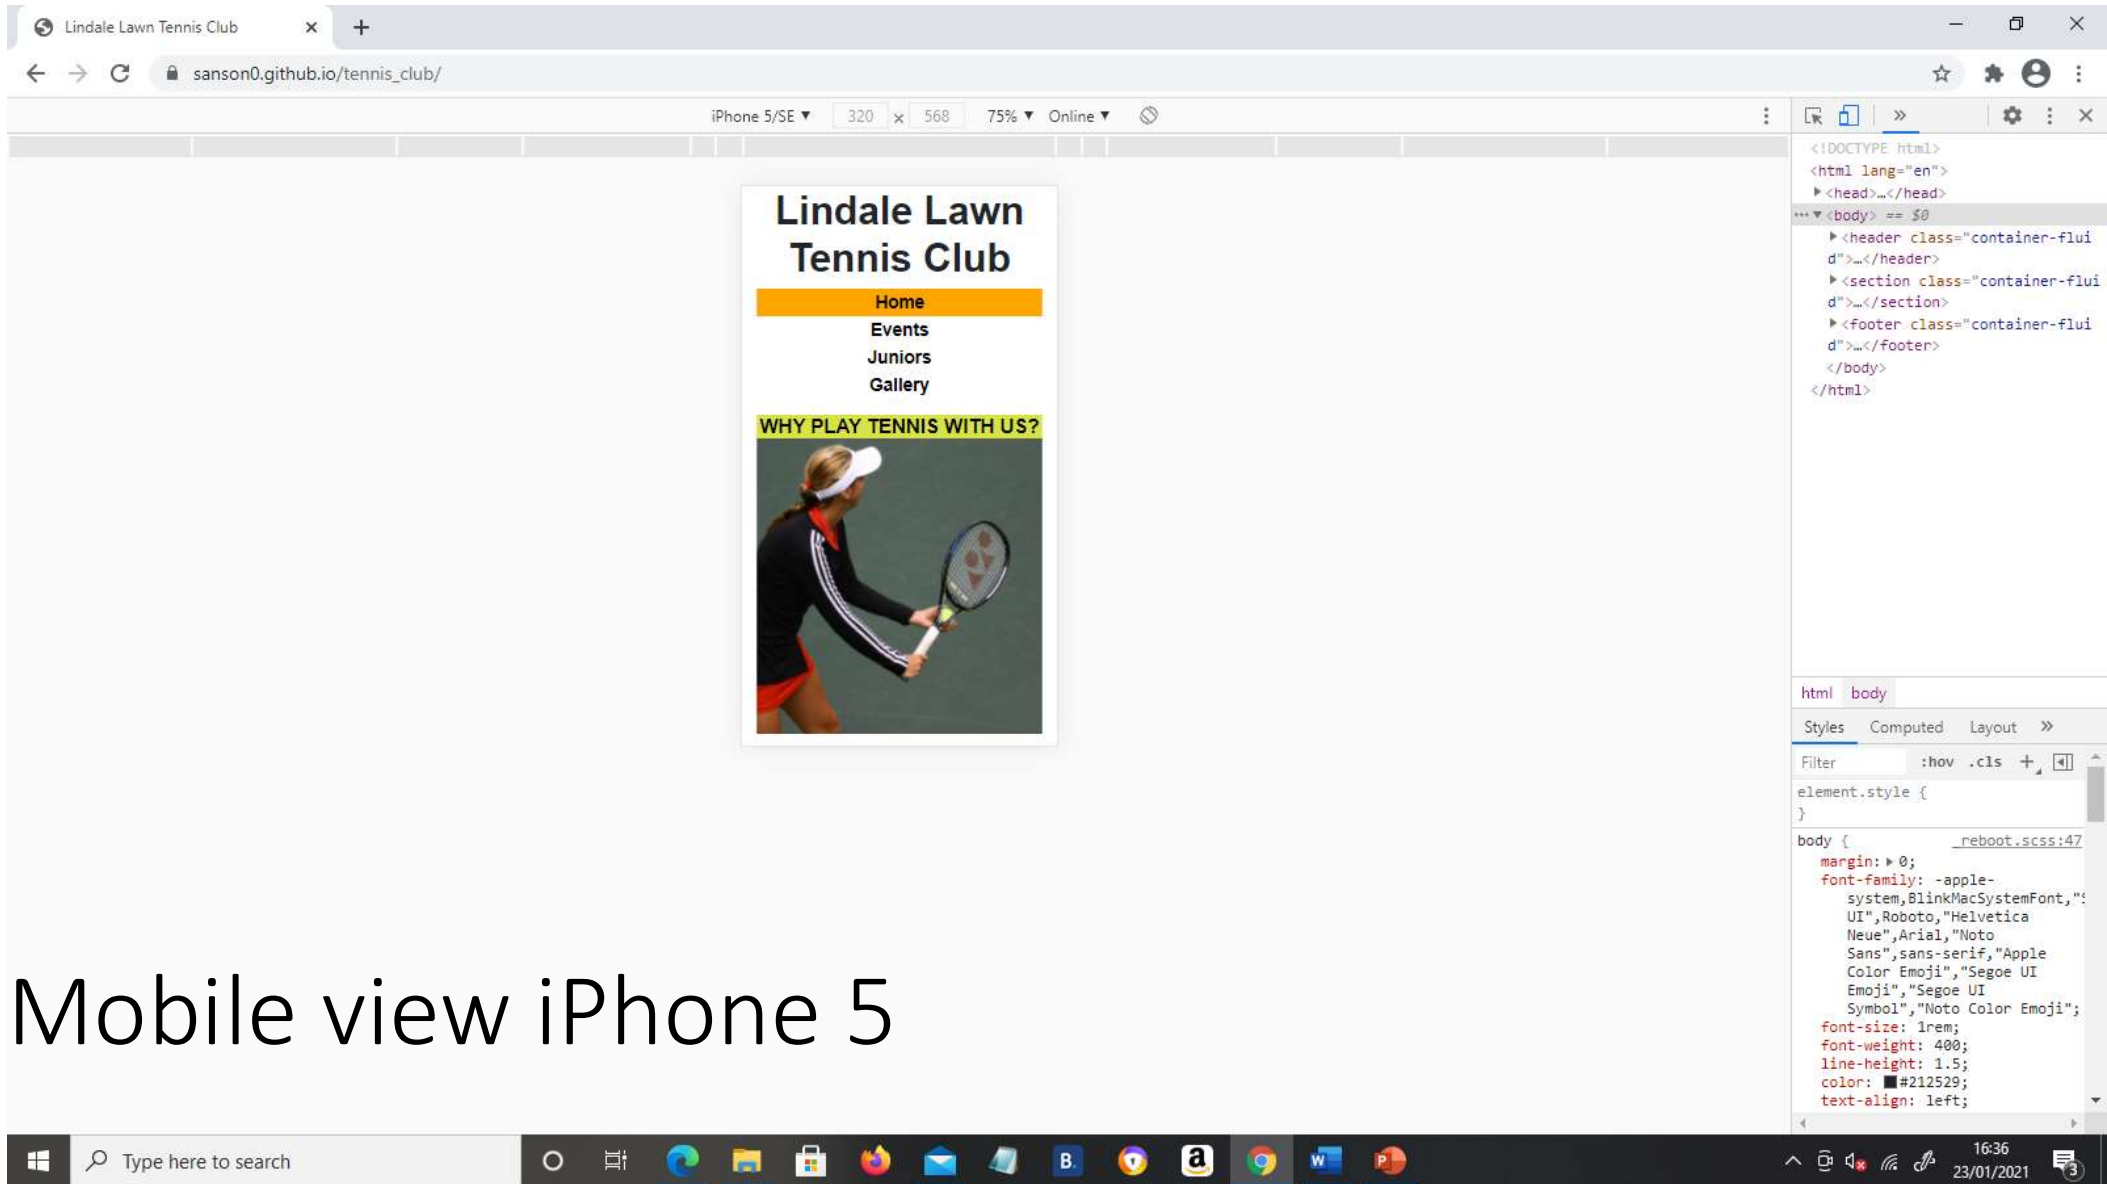 Lindale Lawn Tennis Club
sanson0.github.io/tennis_club/
iPhone 5/SE ▼ 320 x 568 75% ▼ Online ▼
Lindale Lawn
Tennis Club
Home
Events
Juniors
Gallery
WHY PLAY TENNIS WITH US?
Mobile view iPhone 5
<!DOCTYPE html>
<html lang="en">
▶<head>…</head>
…▼<body> == $0
▶<header class="container-flui
d">…</header>
▶<section class="container-flui
d">…</section>
▶<footer class="container-flui
d">…</footer>
</body>
</html>
html body
Styles Computed Layout »
Filter :hov .cls +
element.style {
}
body { _reboot.scss:47
margin: ▶ 0;
font-family: -apple-
system,BlinkMacSystemFont,"S
UI",Roboto,"Helvetica
Neue",Arial,"Noto
Sans",sans-serif,"Apple
Color Emoji","Segoe UI
Emoji","Segoe UI
Symbol","Noto Color Emoji";
font-size: 1rem;
font-weight: 400;
line-height: 1.5;
color: #212529;
text-align: left;
Type here to search
B.
a
W
P
16:36
23/01/2021
3